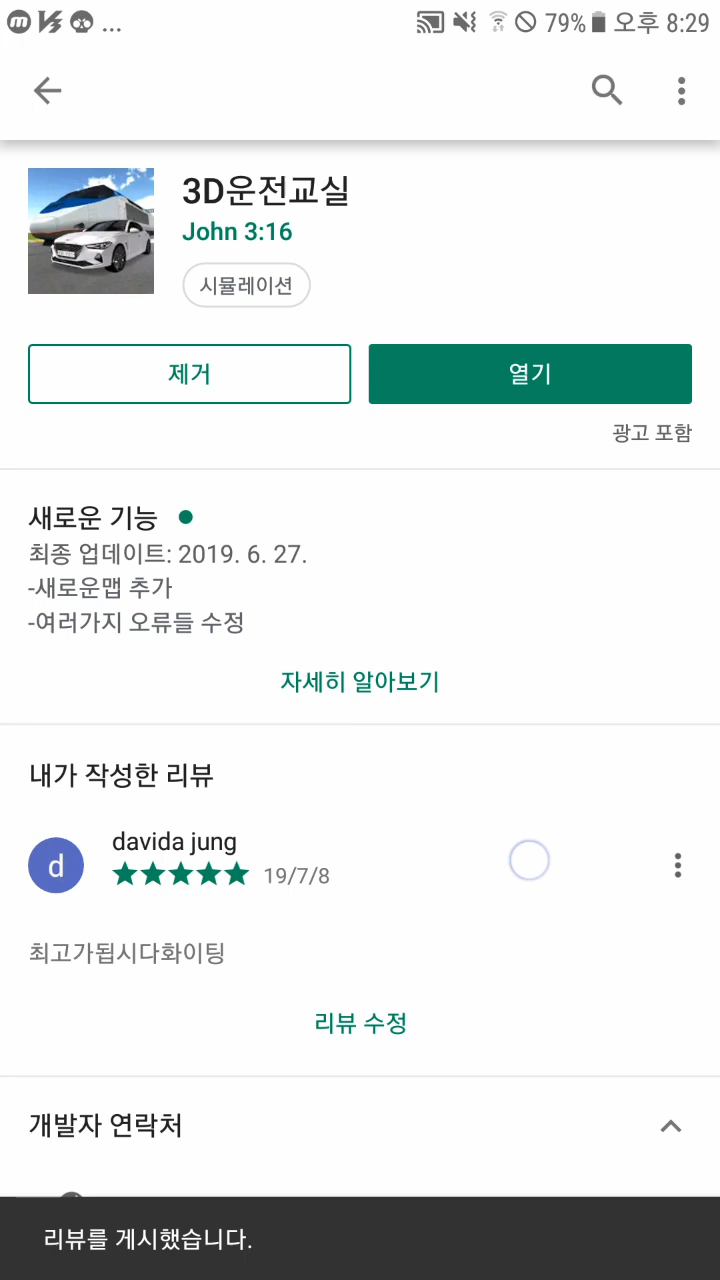 79% 오후 8:29
3D운전교실
John 3:16
시뮬레이션
제거
열기
광고 포함
새로운 기능
최종 업데이트: 2019. 6. 27.
-새로운맵 추가
-여러가지 오류들 수정
자세히 알아보기
내가 작성한 리뷰
davida jung
d
19/7/8
최고가됩시다화이팅
리뷰 수정
개발자 연락처
리뷰를 게시했습니다.